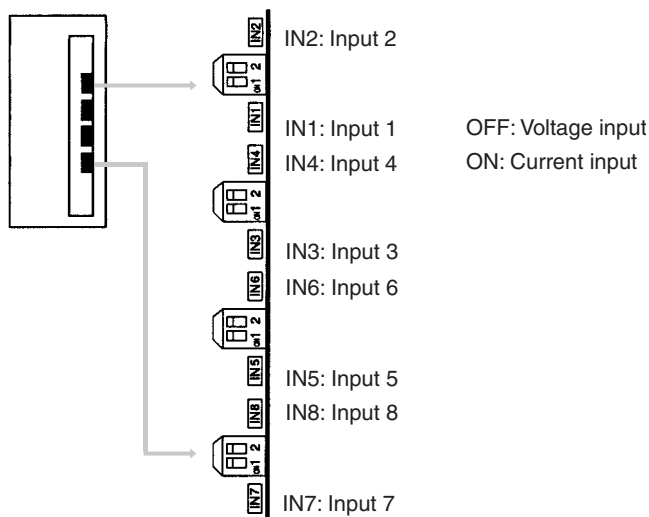 IN2
IN2: Input 2
2
ON 1
IN1
IN1: Input 1
OFF: Voltage input
IN4
IN4: Input 4
ON: Current input
2
ON 1
IN3
IN3: Input 3
IN6
IN6: Input 6
2
ON 1
IN5
IN5: Input 5
IN8
IN8: Input 8
2
ON 1
IN7
IN7: Input 7